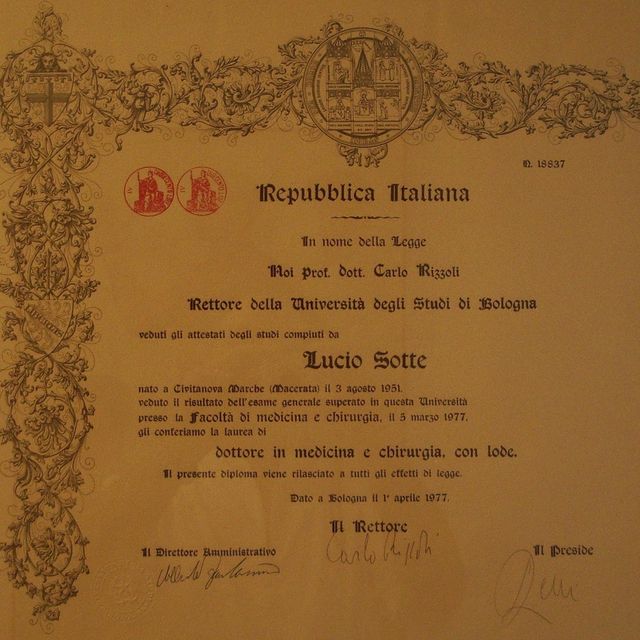 N. 18837
Repubblica Italiana
In nome della Legge
Noi Prof. Dott. Carlo Rizzoli
Rettore della Università degli Studi di Bologna
veduti gli attestati degli studi compiuti da
Lucio Sotte
nato a Civitanova Marche (Macerata) il 3 agosto 1951,
veduto il risultato dell'esame generale superato in questa Università
presso la Facoltà di medicina e chirurgia, il 5 marzo 1977,
gli conferiamo la laurea di
dottore in medicina e chirurgia, con lode.
Il presente diploma viene rilasciato a tutti gli effetti di legge.
Dato a Bologna il 1° aprile 1977.
Il Rettore
Carlo Rizzoli
Il Direttore Amministrativo
Il Preside